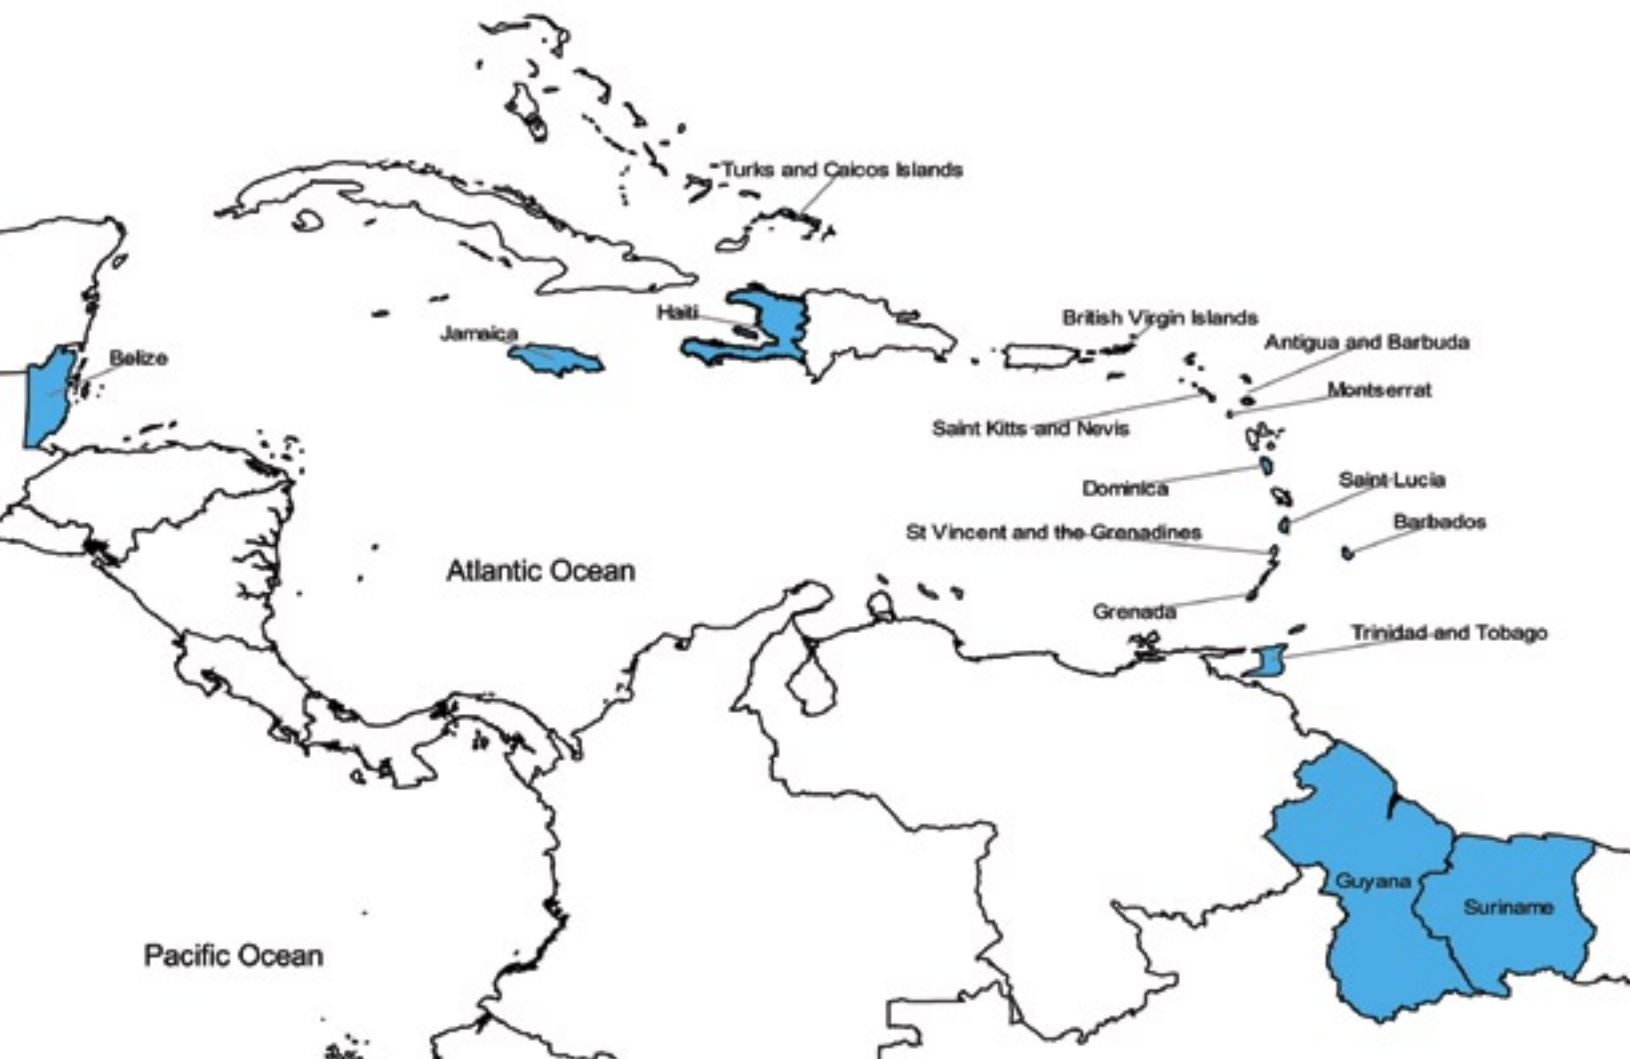 Turks and Caicos Islands
Haiti
British Virgin Islands
Jamaica
Antigua and Barbuda
Belize
Montserrat
Saint Kitts and Nevis
Saint Lucia
Dominica
Barbados
St Vincent and the Grenadines
Atlantic Ocean
Grenada
Trinidad and Tobago
Guyana
Suriname
Pacific Ocean